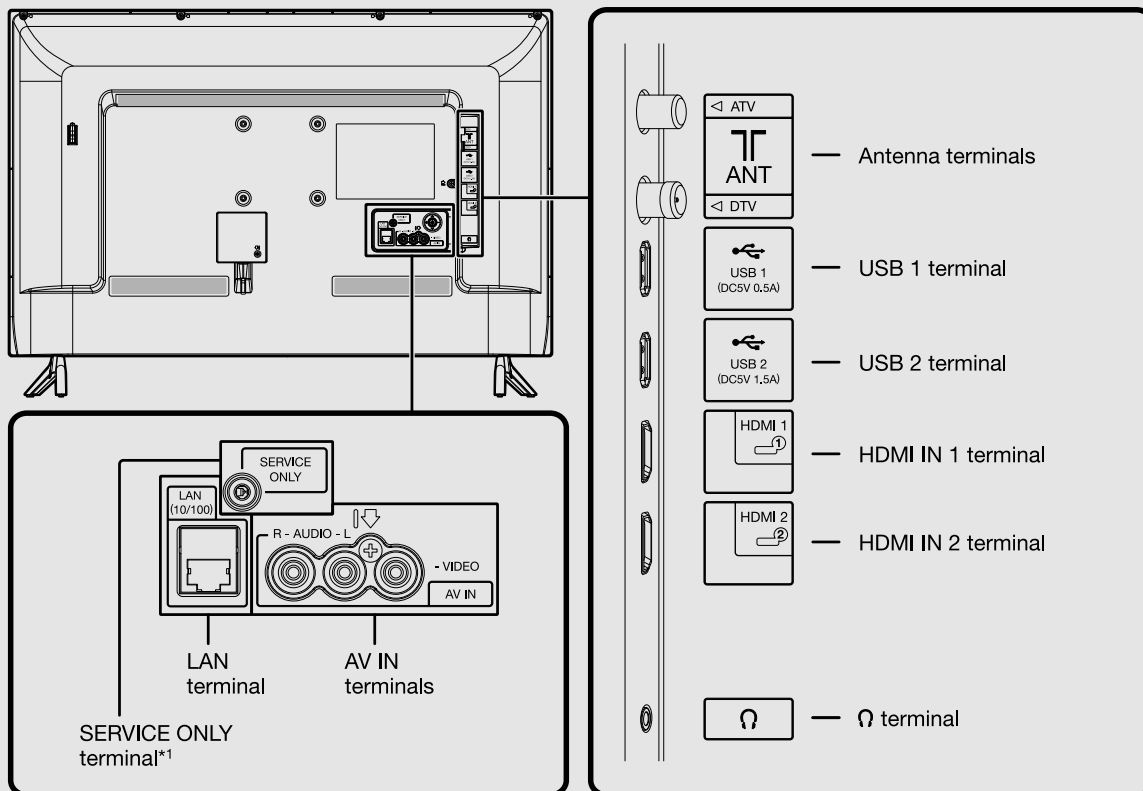 ◁ ATV
ANT
◁ DTV
Antenna terminals
USB 1
(DC5V 0.5A)
USB 1 terminal
USB 2
(DC5V 1.5A)
USB 2 terminal
HDMI 1
1
HDMI IN 1 terminal
HDMI 2
2
HDMI IN 2 terminal
Ω terminal
SERVICE
ONLY
LAN
(10/100)
R - AUDIO - L
- VIDEO
AV IN
LAN
terminal
AV IN
terminals
SERVICE ONLY
terminal*1